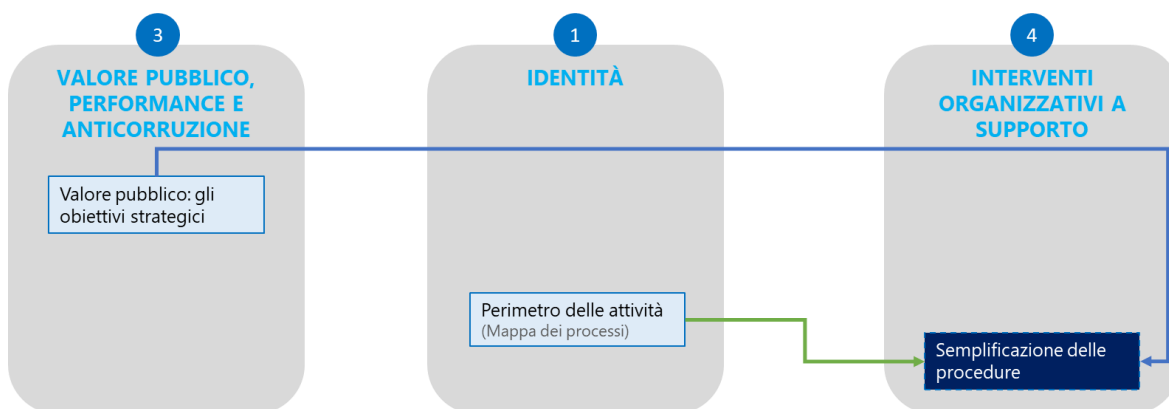 3
VALORE PUBBLICO,
PERFORMANCE E
ANTICORRUZIONE
Valore pubblico: gli
obiettivi strategici
1
IDENTITÀ
Perimetro delle attività
(Mappa dei processi)
4
INTERVENTI
ORGANIZZATIVI A
SUPPORTO
Semplificazione delle
procedure